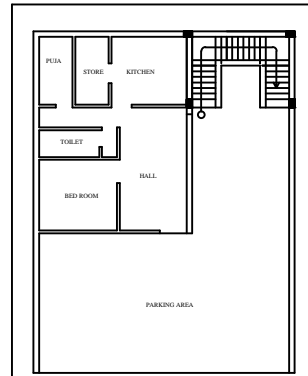 PUJA
STORE
KITCHEN
TOILET
HALL
BED ROOM
PARKING AREA